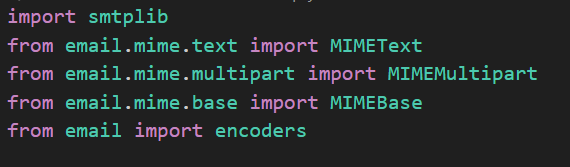 import smtplib
from email.mime.text import MIMEText
from email.mime.multipart import MIMEMultipart
from email.mime.base import MIMEBase
from email import encoders